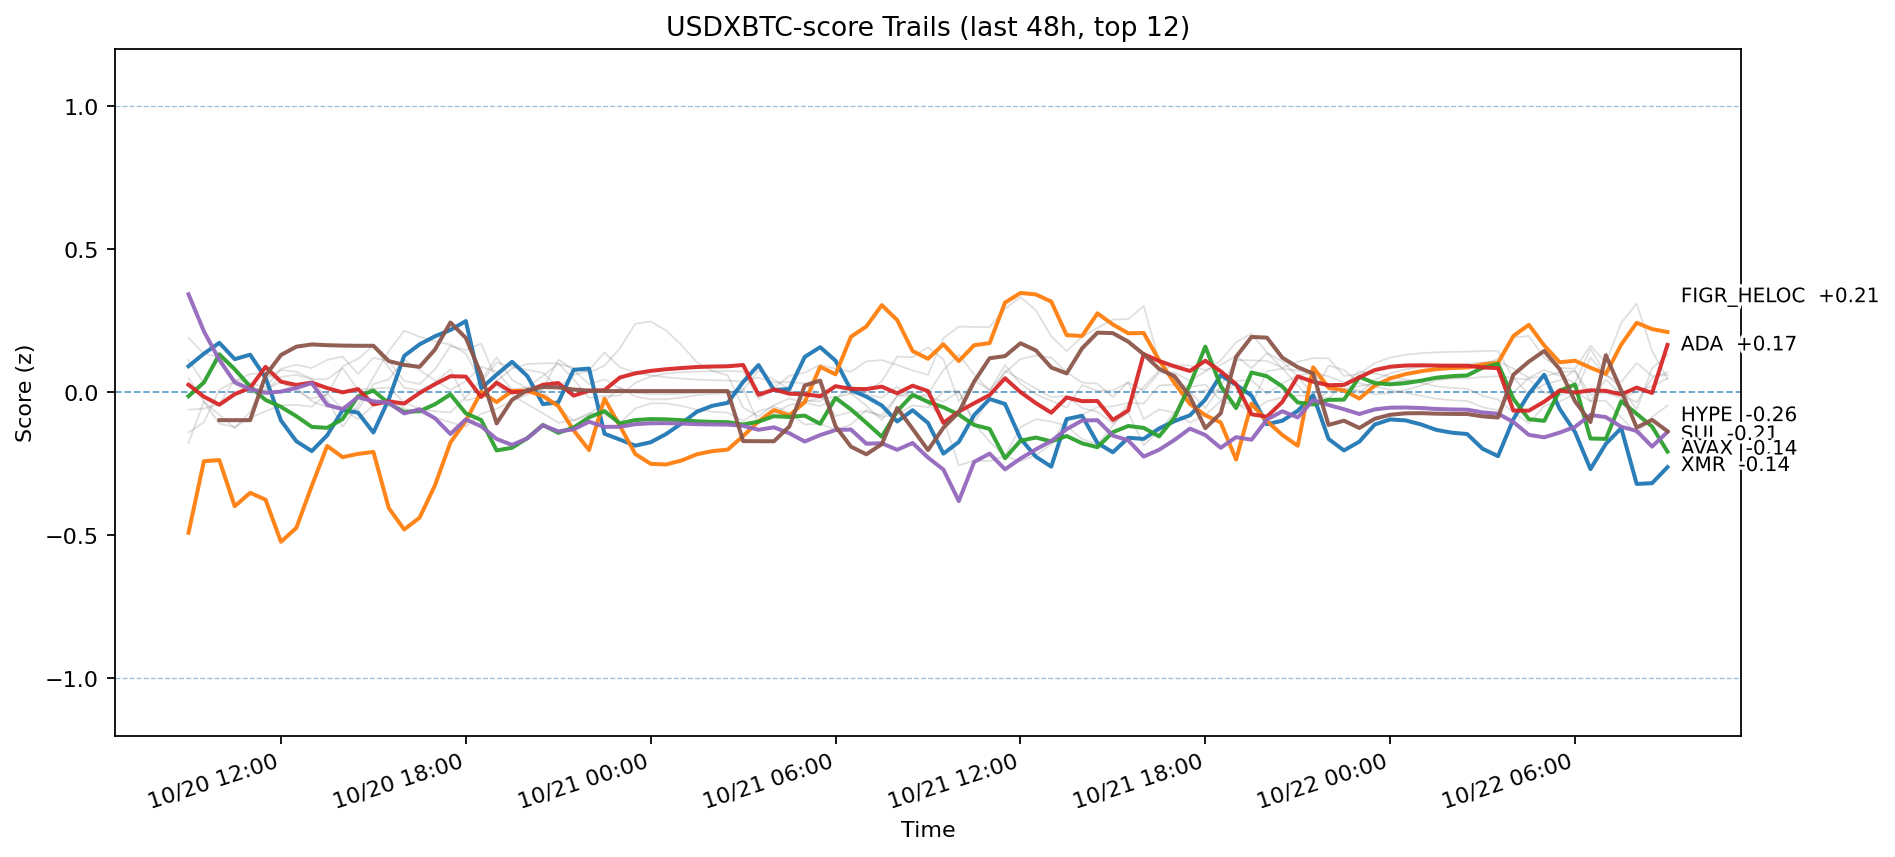 USDXBTC-score Trails (last 48h, top 12)
Score (z)
1.0
0.5
0.0
−0.5
−1.0
FIGR_HELOC +0.21
ADA +0.17
HYPE -0.26
SUI -0.21
AVAX -0.14
XMR -0.14
10/20 12:00
10/20 18:00
10/21 00:00
10/21 06:00
10/21 12:00
10/21 18:00
10/22 00:00
10/22 06:00
Time